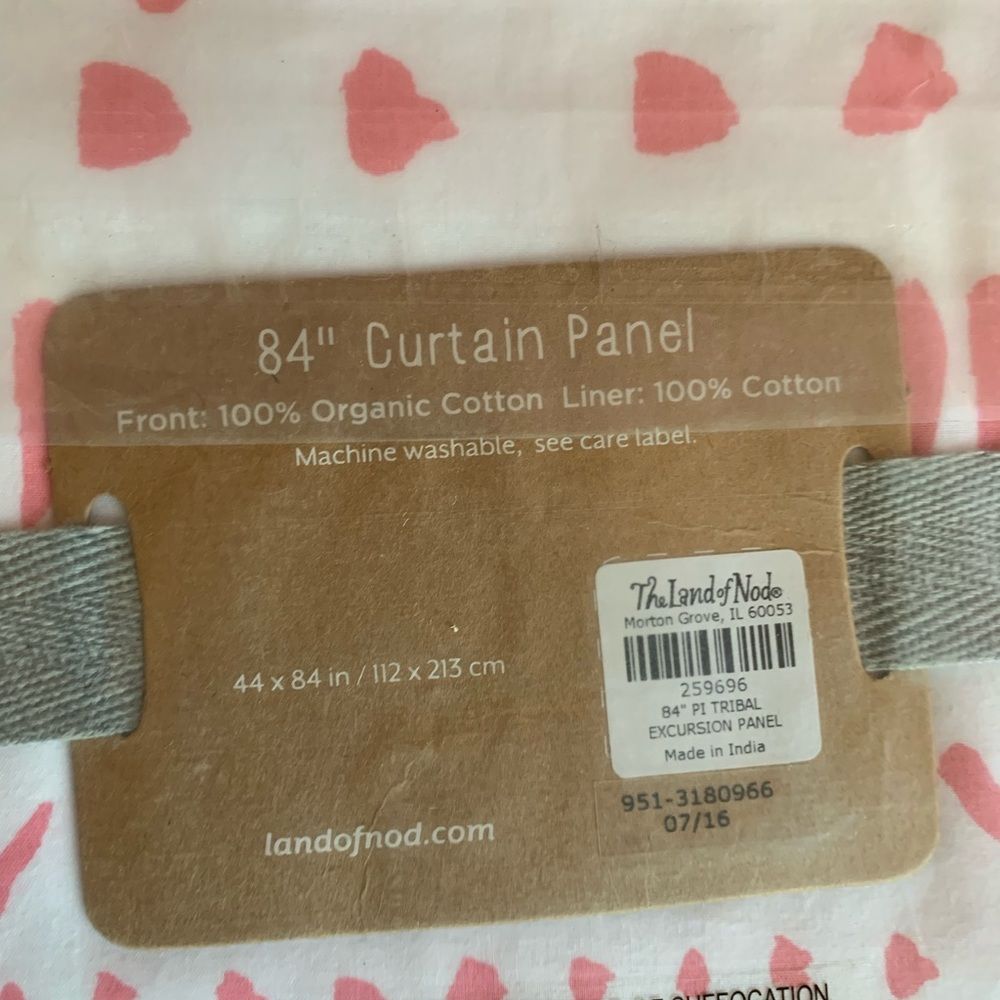 84" Curtain Panel
Front: 100% Organic Cotton Liner: 100% Cotton
Machine washable, see care label.
44 x 84 in / 112 x 213 cm
landofnod.com
The Land of Nod®
Morton Grove, IL 60053
259696
84" PI TRIBAL
EXCURSION PANEL
Made in India
951-3180966
07/16
SUFFOCATION